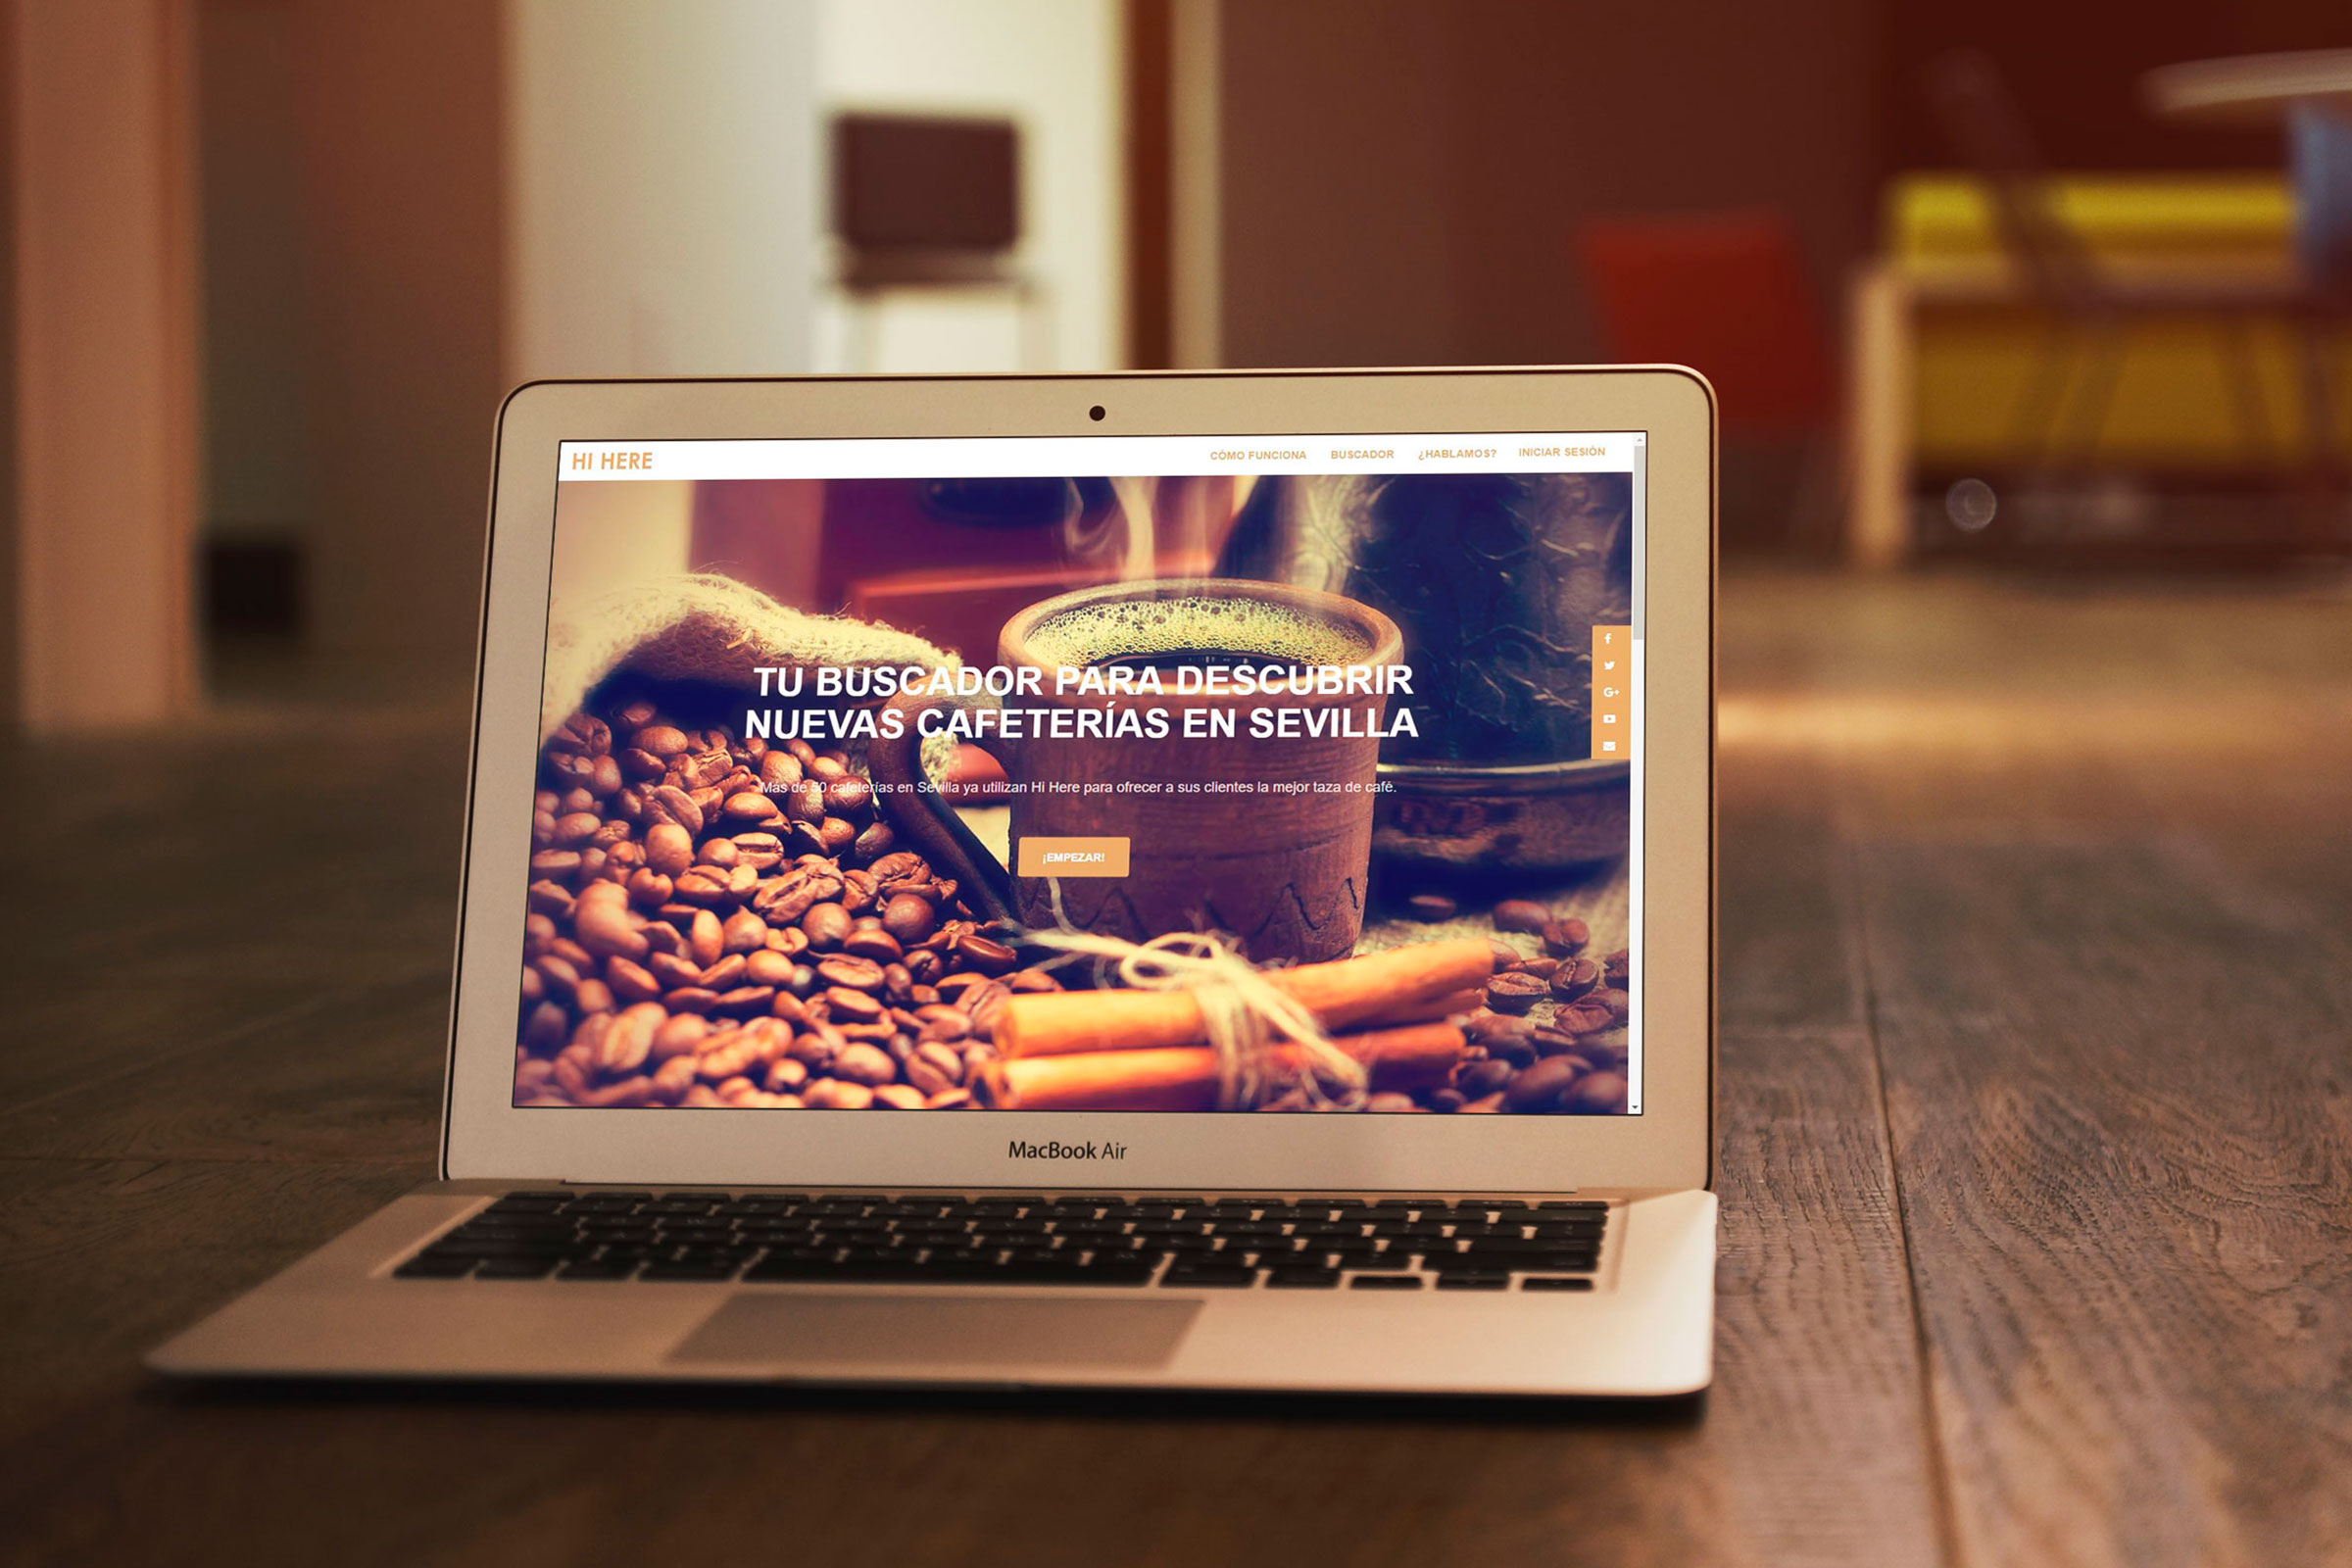 HI HERE
CÓMO FUNCIONA BUSCADOR ¿HABLAMOS? INICIAR SESIÓN
TU BUSCADOR PARA DESCUBRIR
NUEVAS CAFETERÍAS EN SEVILLA
Más de 50 cafeterías en Sevilla ya utilizan Hi Here para ofrecer a sus clientes la mejor taza de café.
¡EMPEZAR!
MacBook Air